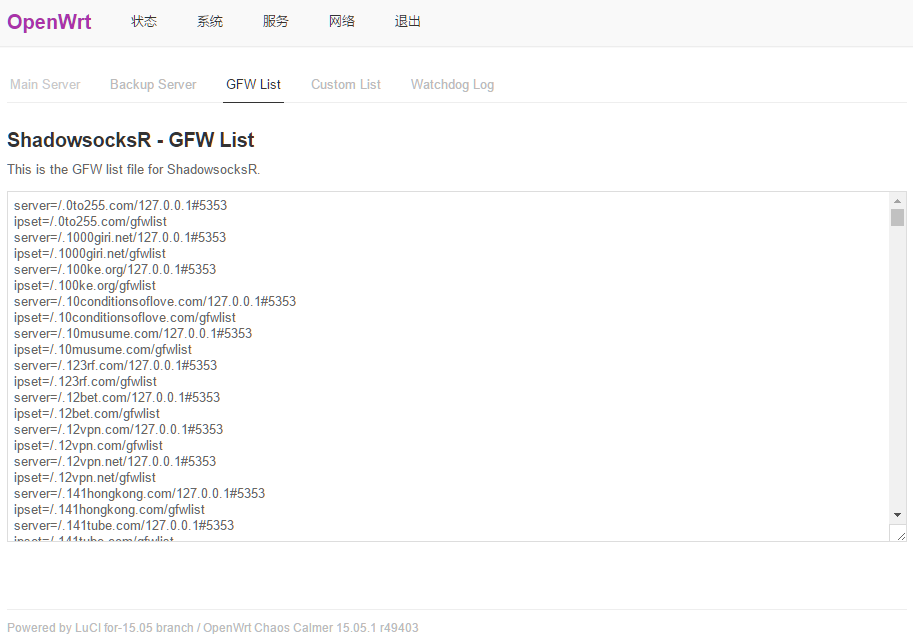 OpenWrt 状态 系统 服务 网络 退出
Main Server Backup Server GFW List Custom List Watchdog Log
ShadowsocksR - GFW List
This is the GFW list file for ShadowsocksR.
server=/.0to255.com/127.0.0.1#5353
ipset=/.0to255.com/gfwlist
server=/.1000giri.net/127.0.0.1#5353
ipset=/.1000giri.net/gfwlist
server=/.100ke.org/127.0.0.1#5353
ipset=/.100ke.org/gfwlist
server=/.10conditionsoflove.com/127.0.0.1#5353
ipset=/.10conditionsoflove.com/gfwlist
server=/.10musume.com/127.0.0.1#5353
ipset=/.10musume.com/gfwlist
server=/.123rf.com/127.0.0.1#5353
ipset=/.123rf.com/gfwlist
server=/.12bet.com/127.0.0.1#5353
ipset=/.12bet.com/gfwlist
server=/.12vpn.com/127.0.0.1#5353
ipset=/.12vpn.com/gfwlist
server=/.12vpn.net/127.0.0.1#5353
ipset=/.12vpn.net/gfwlist
server=/.141hongkong.com/127.0.0.1#5353
ipset=/.141hongkong.com/gfwlist
server=/.141tube.com/127.0.0.1#5353
ipset=/.141tube.com/gfwlist
Powered by LuCI for-15.05 branch / OpenWrt Chaos Calmer 15.05.1 r49403